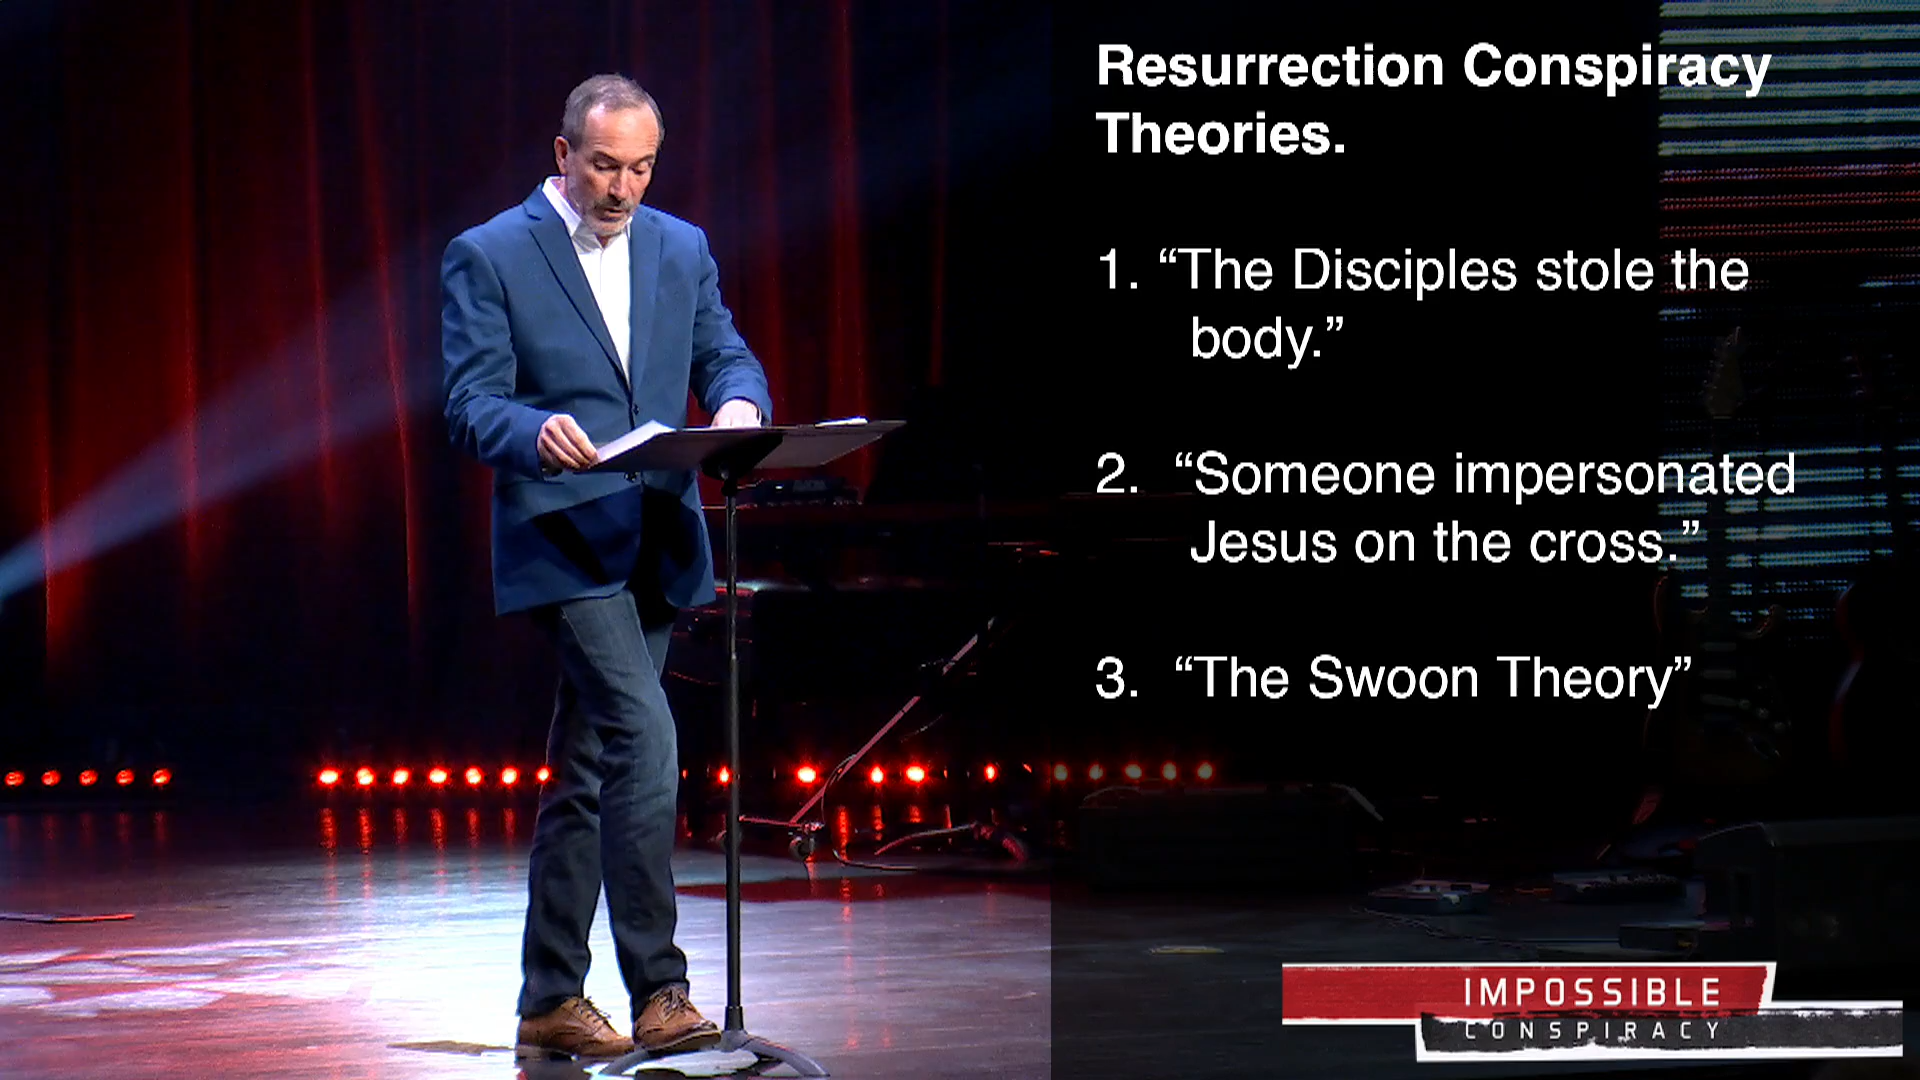 Resurrection Conspiracy
Theories.
1. “The Disciples stole the
body.”
2. “Someone impersonated
Jesus on the cross.”
3. “The Swoon Theory”
IMPOSSIBLE
CONSPIRACY